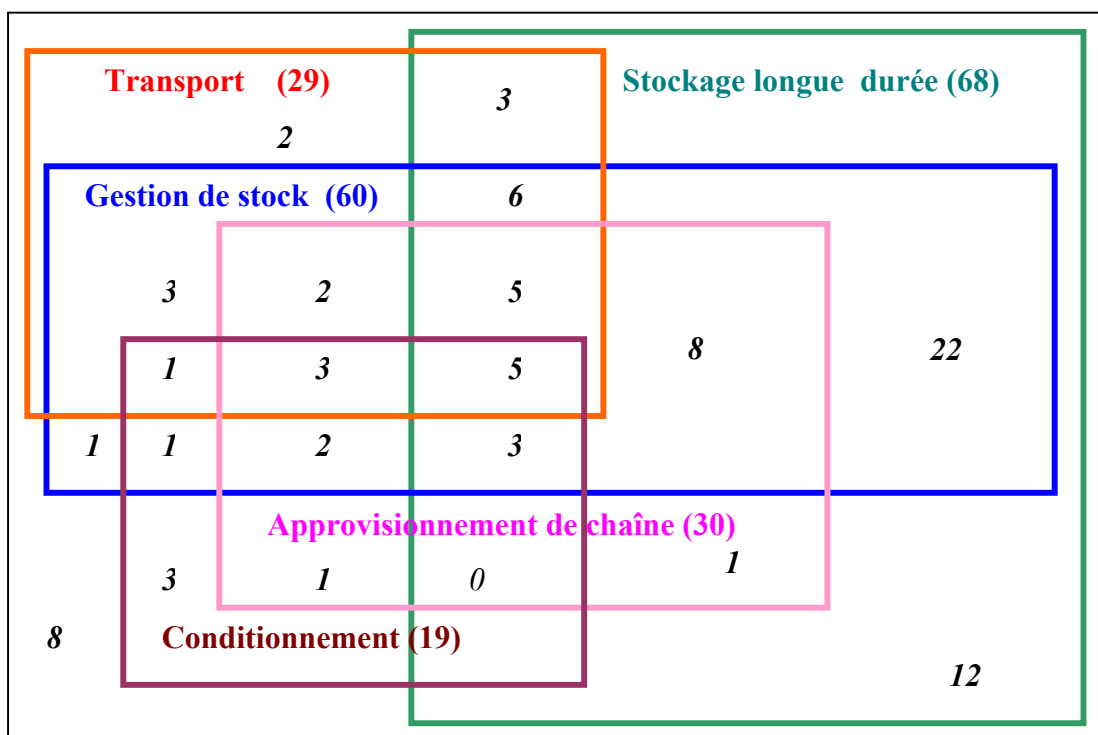 Transport (29)
3
Stockage longue durée (68)
2
Gestion de stock (60)
6
3 2 5
8 22
1 3 5
1 1 2 3
Approvisionnement de chaîne (30)
3 1 0 1
8
Conditionnement (19)
12